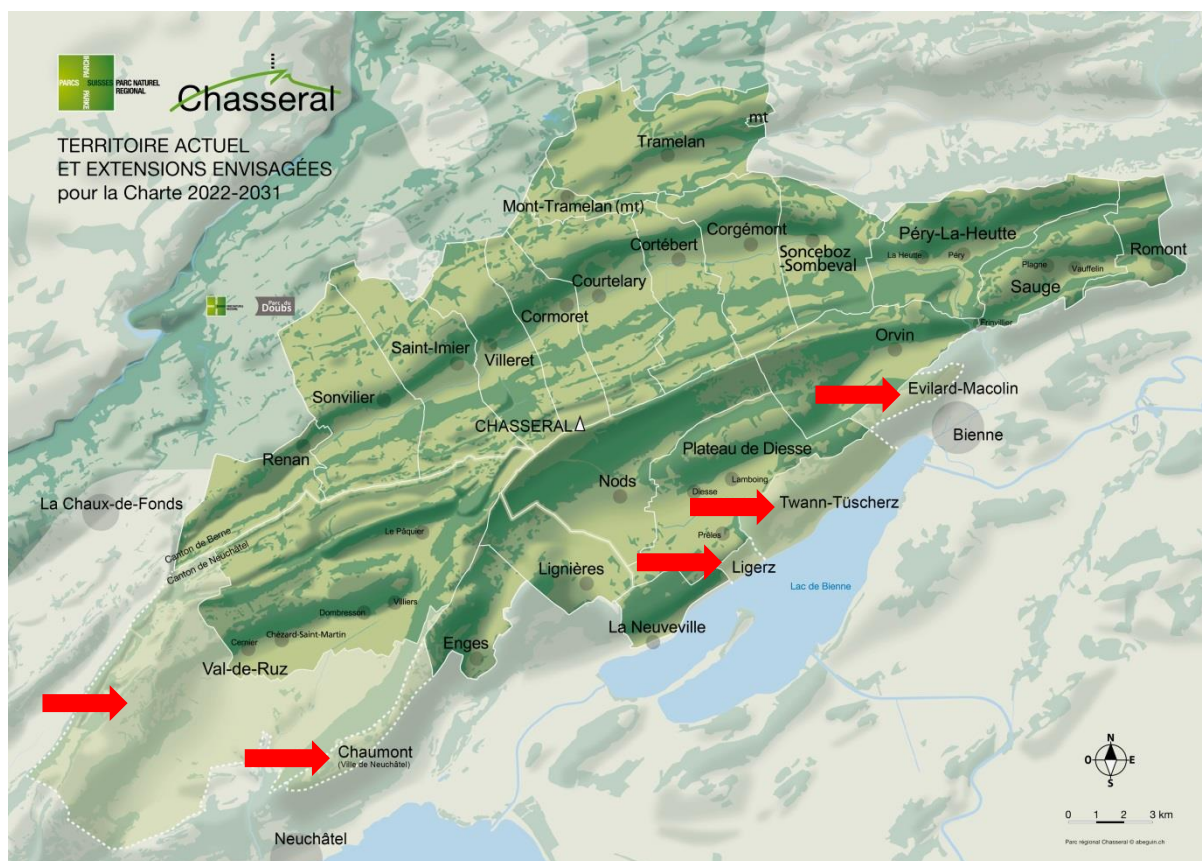 PARCS
PARCHI
SUISSES
PÄRKE
PARC NATUREL
REGIONAL
Chasseral
TERRITOIRE ACTUEL
ET EXTENSIONS ENVISAGÉES
pour la Charte 2022-2031
mt
Tramelan
Mont-Tramelan (mt)
Corgémont
Cortébert
Sonceboz
-Sombeval
Péry-La-Heutte
La Heutte
Péry
Romont
Plagne
Vauffelin
Sauge
Courtelary
Cormoret
Parc du
Doubs
Saint-Imier
Villeret
Orvin
Frinvillier
Sonvilier
Evilard-Macolin
CHASSERAL
Bienne
Renan
Plateau de Diesse
La Chaux-de-Fonds
Nods
Lamboing
Diesse
Twann-Tüscherz
Canton de Berne
Canton de Neuchâtel
Le Pâquier
Prêles
Ligerz
Lignières
Lac de Bienne
Villiers
Dombresson
Chézard-Saint-Martin
Cernier
La Neuveville
Enges
Val-de-Ruz
Chaumont
(Ville de Neuchâtel)
Neuchâtel
N
O
E
S
0 1 2 3 km
Parc régional Chasseral © abeguin.ch